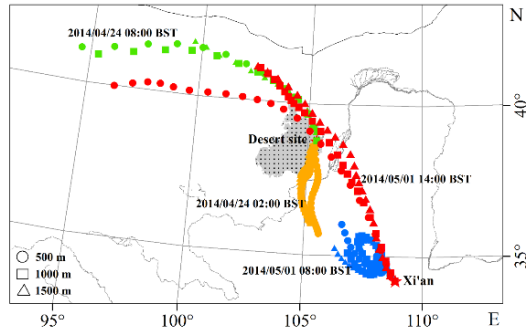 2014/04/24 08:00 BST
N
40°
Desert site
2014/05/01 14:00 BST
2014/04/24 02:00 BST
35°
2014/05/01 08:00 BST
Xi'an
500 m
1000 m
1500 m
95°
100°
105°
110°
E